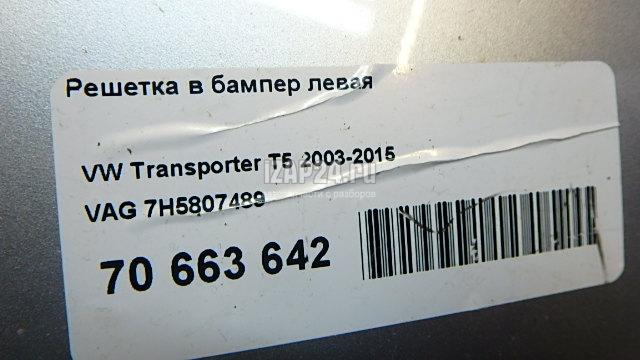 Решетка в бампер левая
VW Transporter T5 2003-2015
IZAP24.ru
VAG 7H5807489
70 663 642